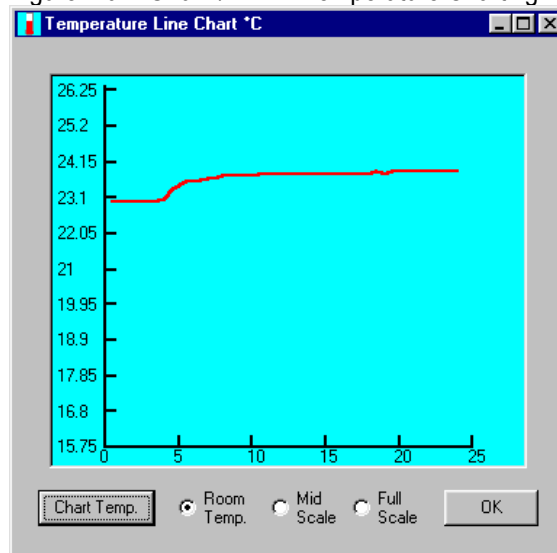 Temperature Line Chart °C
26.25
25.2
24.15
23.1
22.05
21
19.95
18.9
17.85
16.8
15.75
0 5 10 15 20 25
Chart Temp.
Room
Temp.
Mid
Scale
Full
Scale
OK